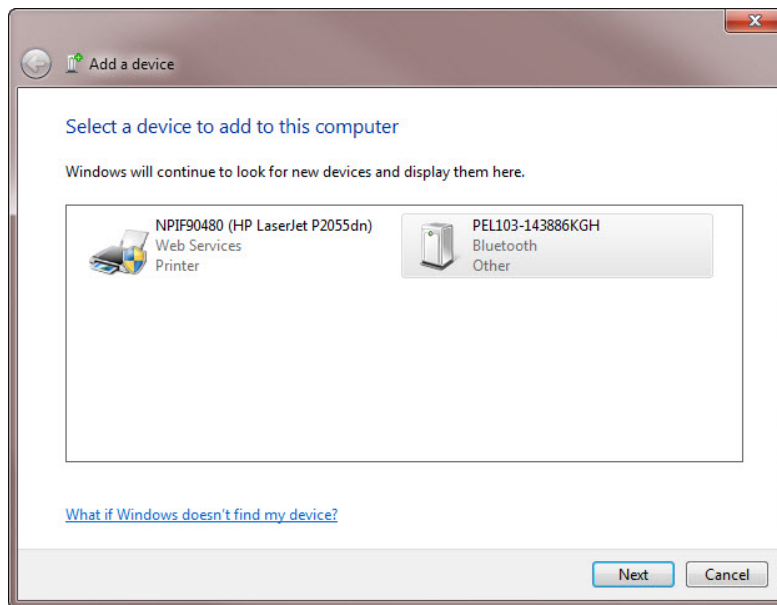 Add a device
Select a device to add to this computer
Windows will continue to look for new devices and display them here.
NPIF90480 (HP LaserJet P2055dn)
Web Services
Printer
PEL103-143886KGH
Bluetooth
Other
What if Windows doesn't find my device?
Next
Cancel